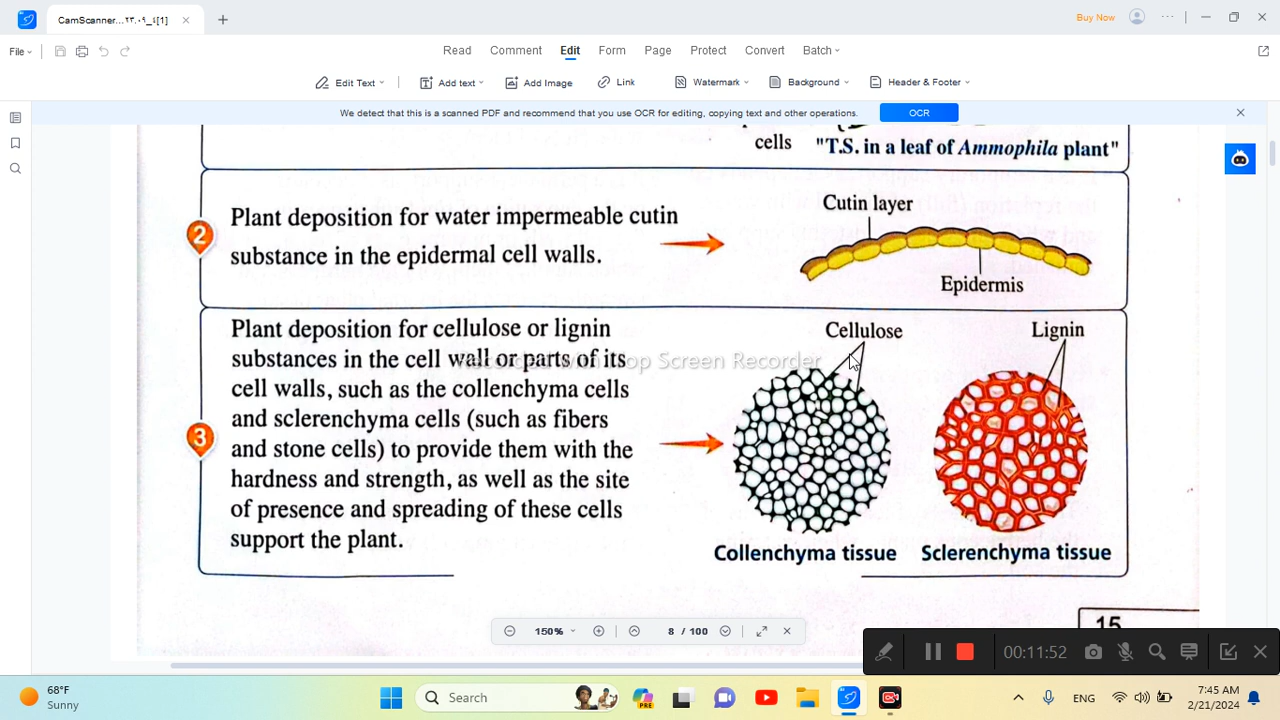 CamScanner...٢٣.٠٩_٤[1]
Buy Now
File
Read Comment Edit Form Page Protect Convert Batch
Edit Text Add text Add Image Link Watermark Background Header & Footer
We detect that this is a scanned PDF and recommend that you use OCR for editing, copying text and other operations. OCR
cells
"T.S. in a leaf of Ammophila plant"
2
Plant deposition for water impermeable cutin
substance in the epidermal cell walls.
Cutin layer
Epidermis
3
Plant deposition for cellulose or lignin
substances in the cell wall or parts of its
cell walls, such as the collenchyma cells
and sclerenchyma cells (such as fibers
and stone cells) to provide them with the
hardness and strength, as well as the site
of presence and spreading of these cells
support the plant.
Cellulose
Lignin
Collenchyma tissue
Sclerenchyma tissue
Recorded with iTop Screen Recorder
15
150%
8 / 100
00:11:52
68°F
Sunny
Search
PRE
ENG
7:45 AM
2/21/2024